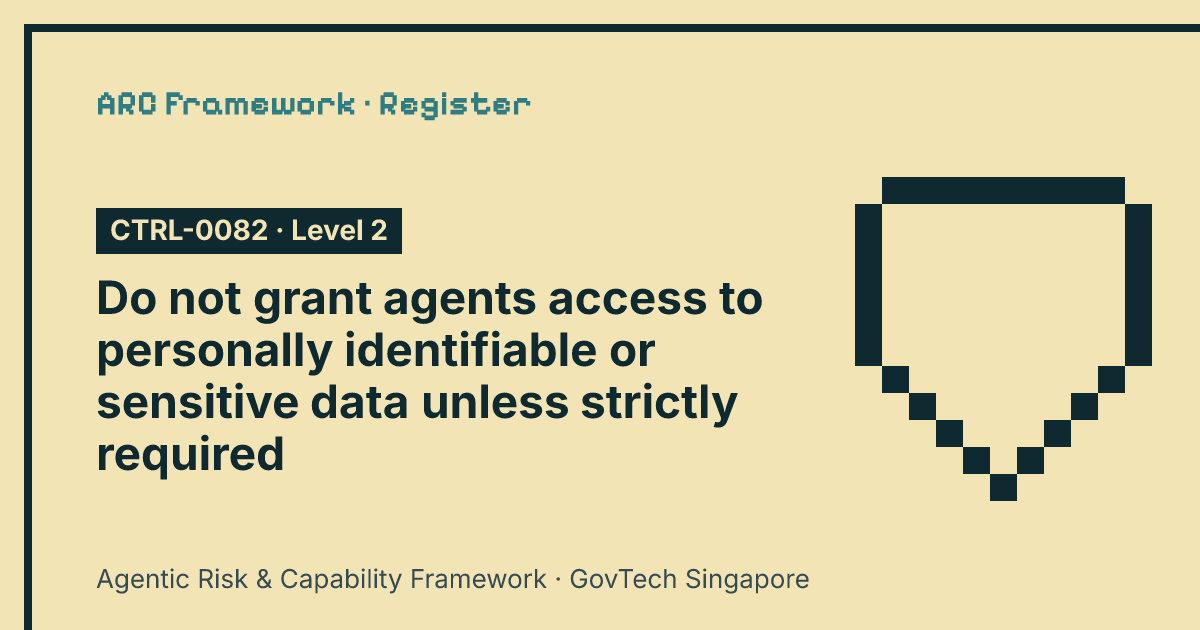 ARC Framework · Register
CTRL-0082 · Level 2
Do not grant agents access to
personally identifiable or
sensitive data unless strictly
required
Agentic Risk & Capability Framework · GovTech Singapore